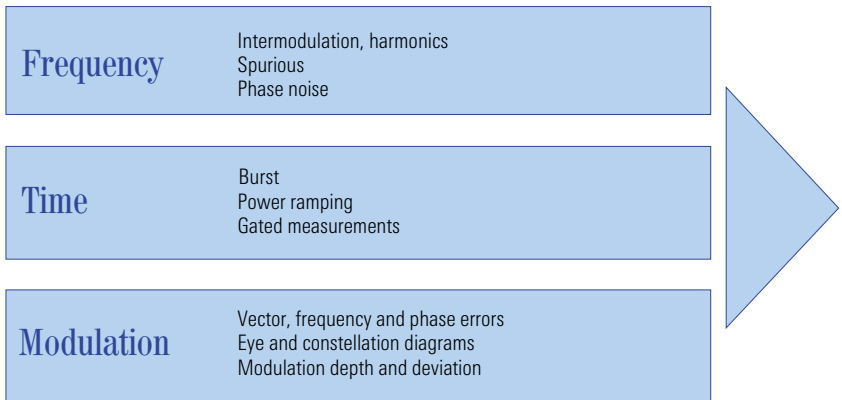 Frequency
Intermodulation, harmonics
Spurious
Phase noise
Time
Burst
Power ramping
Gated measurements
Modulation
Vector, frequency and phase errors
Eye and constellation diagrams
Modulation depth and deviation